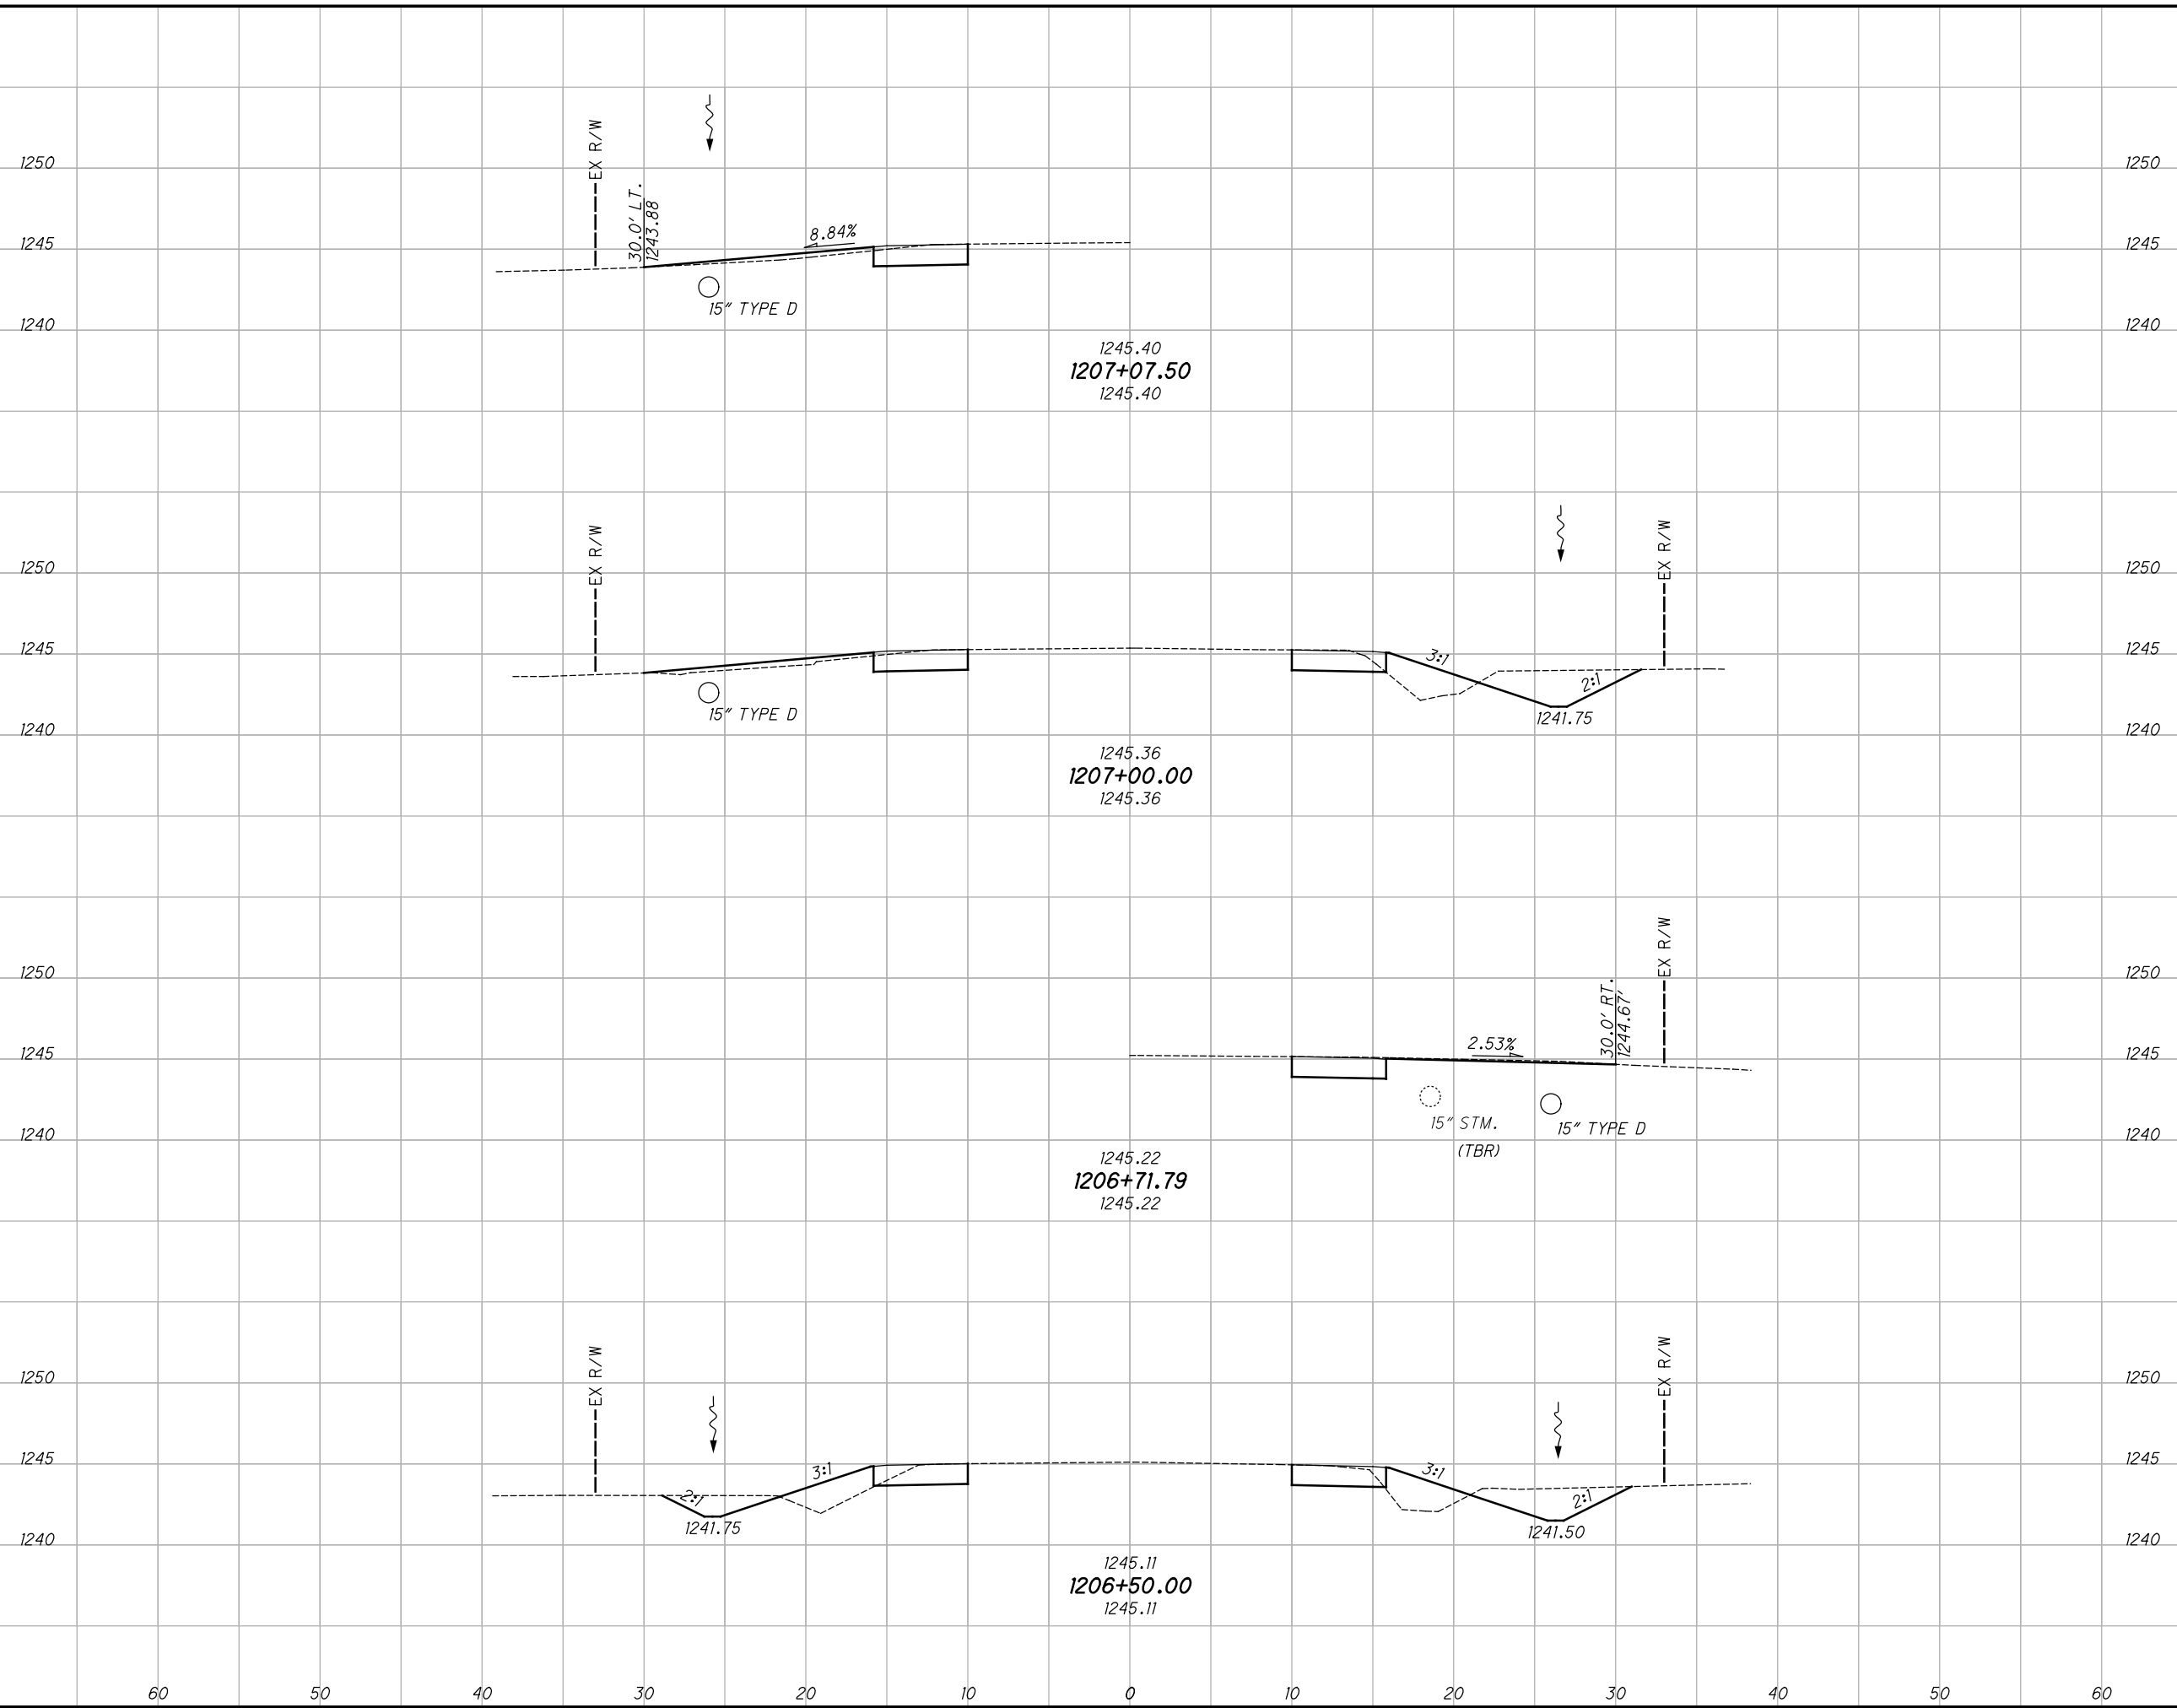 EX R/W
30.0' LT.
1243.88
8.84%
1250 1250
1245 1245
15" TYPE D
1240 1240
1245.40
1207+07.50
1245.40
EX R/W EX R/W
1250 1250
1245 3:1 2:1 1245
15" TYPE D 1241.75
1240 1240
1245.36
1207+00.00
1245.36
EX R/W
30.0' RT.
1244.67'
2.53%
1250 1250
1245 1245
15" STM. 15" TYPE D
1240 1240
(TBR)
1245.22
1206+71.79
1245.22
EX R/W EX R/W
1250 1250
1245 3:1 3:1 1245
2:1 2:1
1241.75 1241.50
1240 1240
1245.11
1206+50.00
1245.11
60 50 40 30 20 10 0 10 20 30 40 50 60